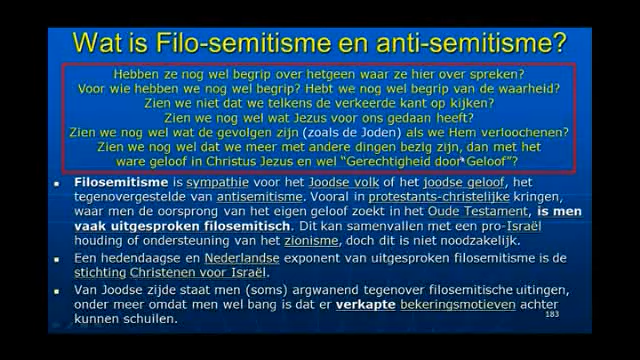 Wat is Filo-semitisme en anti-semitisme?
Hebben ze nog wel begrip over hetgeen waar ze hier over spreken?
Voor wie hebben we nog wel begrip? Hebt we nog wel begrip van de waarheid?
Zien we niet dat we telkens de verkeerde kant op kijken?
Zien we nog wel wat Jezus voor ons gedaan heeft?
Zien we nog wel wat de gevolgen zijn (zoals de Joden) als we Hem verloochenen?
Zien we nog wel dat we meer met andere dingen bezig zijn, dan met het
ware geloof in Christus Jezus en wel “Gerechtigheid door Geloof”?
▪ Filosemitisme is sympathie voor het Joodse volk of het joodse geloof, het
tegenovergestelde van antisemitisme. Vooral in protestants-christelijke kringen,
waar men de oorsprong van het eigen geloof zoekt in het Oude Testament, is men
vaak uitgesproken filosemitisch. Dit kan samenvallen met een pro-Israël
houding of ondersteuning van het zionisme, doch dit is niet noodzakelijk.
▪ Een hedendaagse en Nederlandse exponent van uitgesproken filosemitisme is de
stichting Christenen voor Israël.
▪ Van Joodse zijde staat men (soms) argwanend tegenover filosemitische uitingen,
onder meer omdat men wel bang is dat er verkapte bekeringsmotieven achter
kunnen schuilen.
183